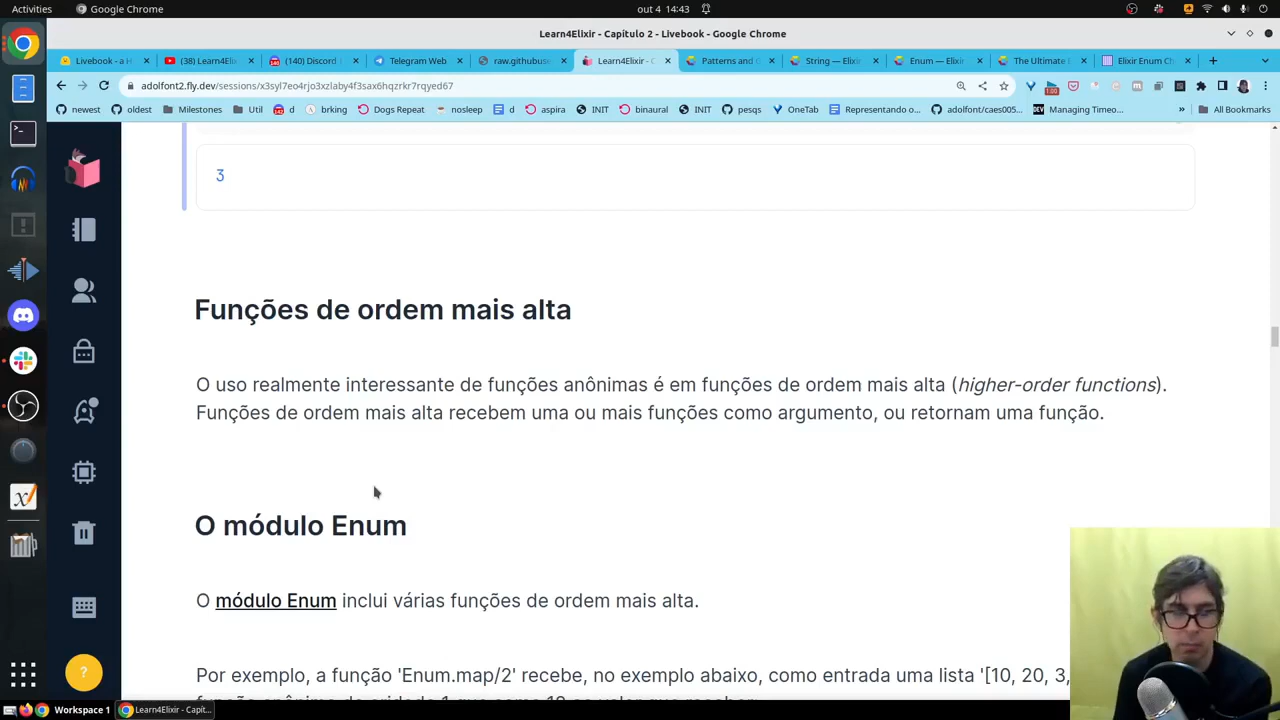 Activities
Google Chrome
out 4 14:43
Learn4Elixir - Capítulo 2 - Livebook - Google Chrome
Livebook - a H
(38) Learn4Eli
(140) Discord
Telegram Web
raw.githubuse
Learn4Elixir - C
Patterns and G
String — Elixi
Enum — Elixi
The Ultimate E
Elixir Enum Ch
adolfont2.fly.dev/sessions/x3syl7eo4rjo3xzlaby4f3sax6hqzrkr7rqyed67
1.00
newest
oldest
Milestones
Util
d
Dogs Repeat
nosleep
d
aspira
INIT
binaural
INIT
pesqs
OneTab
Representando o...
adolfont/caes005...
DEV
Managing Timeo...
»
All Bookmarks
3
Funções de ordem mais alta
O uso realmente interessante de funções anônimas é em funções de ordem mais alta (higher-order functions).
Funções de ordem mais alta recebem uma ou mais funções como argumento, ou retornam uma função.
O módulo Enum
O módulo Enum inclui várias funções de ordem mais alta.
Por exemplo, a função 'Enum.map/2' recebe, no exemplo abaixo, como entrada uma lista '[10, 20, 3,
?
Workspace 1
Learn4Elixir - Capít...